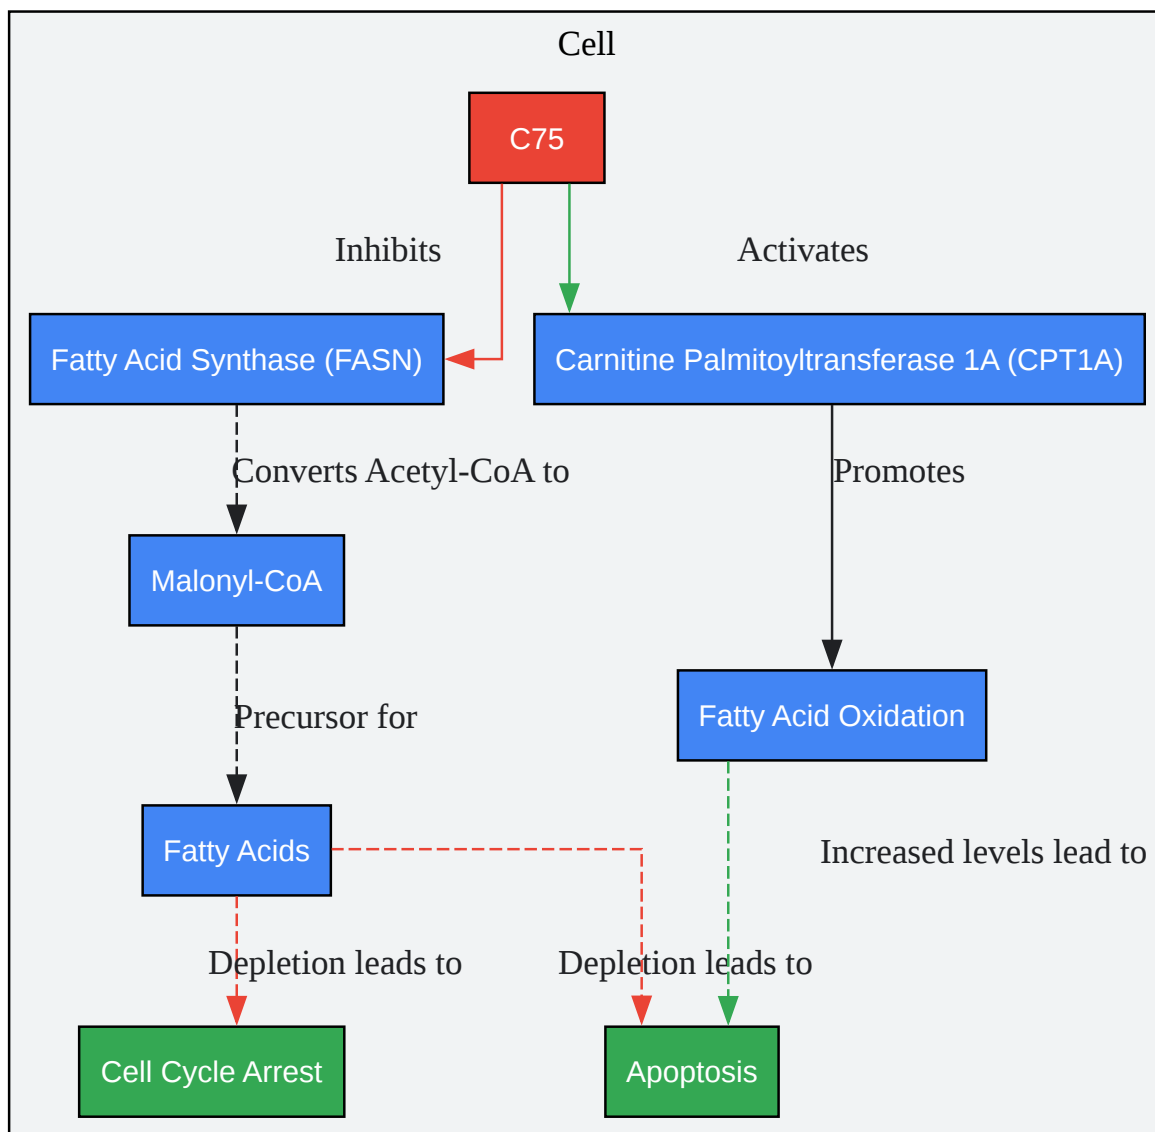 Cell
C75
Inhibits
Activates
Fatty Acid Synthase (FASN)
Carnitine Palmitoyltransferase 1A (CPT1A)
Converts Acetyl-CoA to
Promotes
Malonyl-CoA
Precursor for
Fatty Acid Oxidation
Fatty Acids
Increased levels lead to
Depletion leads to
Depletion leads to
Cell Cycle Arrest
Apoptosis